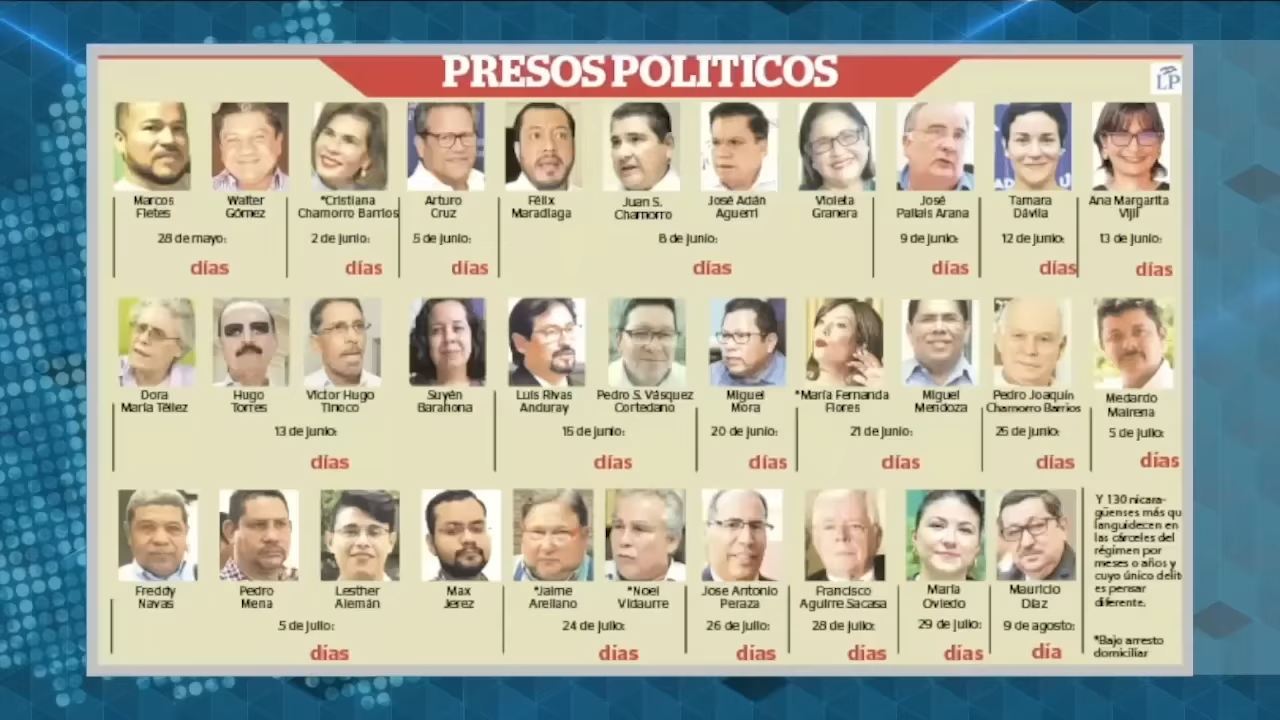 PRESOS POLITICOS
LP
Marcos
Fletes
Walter
Gómez
*Cristiana
Chamorro Barrios
Arturo
Cruz
Félix
Maradiaga
Juan S.
Chamorro
José Adán
Aguerri
Violeta
Granera
José
Pallais Arana
Tamara
Dávila
Ana Margarita
Vijil
28 de mayo:
2 de junio:
5 de junio:
8 de junio:
9 de junio:
12 de junio:
13 de junio:
días
días
días
días
días
días
días
Dora
María Téllez
Hugo
Torres
Victor Hugo
Tinoco
Suyén
Barahona
Luis Rivas
Anduray
Pedro S. Vásquez
Cortedano
Miguel
Mora
*María Fernanda
Flores
Miguel
Mendoza
Pedro Joaquín
Chamorro Barrios
Medardo
Mairena
13 de junio:
15 de junio:
20 de junio:
21 de junio:
25 de junio:
5 de julio:
días
días
días
días
días
días
Freddy
Navas
Pedro
Mena
Lesther
Alemán
Max
Jerez
*Jaime
Arellano
*Noel
Vidaurre
Jose Antonio
Peraza
Francisco
Aguirre Sacasa
María
Oviedo
Mauricio
Díaz
5 de julio:
24 de julio:
26 de julio:
28 de julio:
29 de julio:
9 de agosto:
días
días
días
días
días
día
Y 130 nicara-
güenses más qu
languidecen en
las cárceles del
régimen por
meses o años y
cuyo único delit
es pensar
diferente.
*Bajo arresto
domiciliar